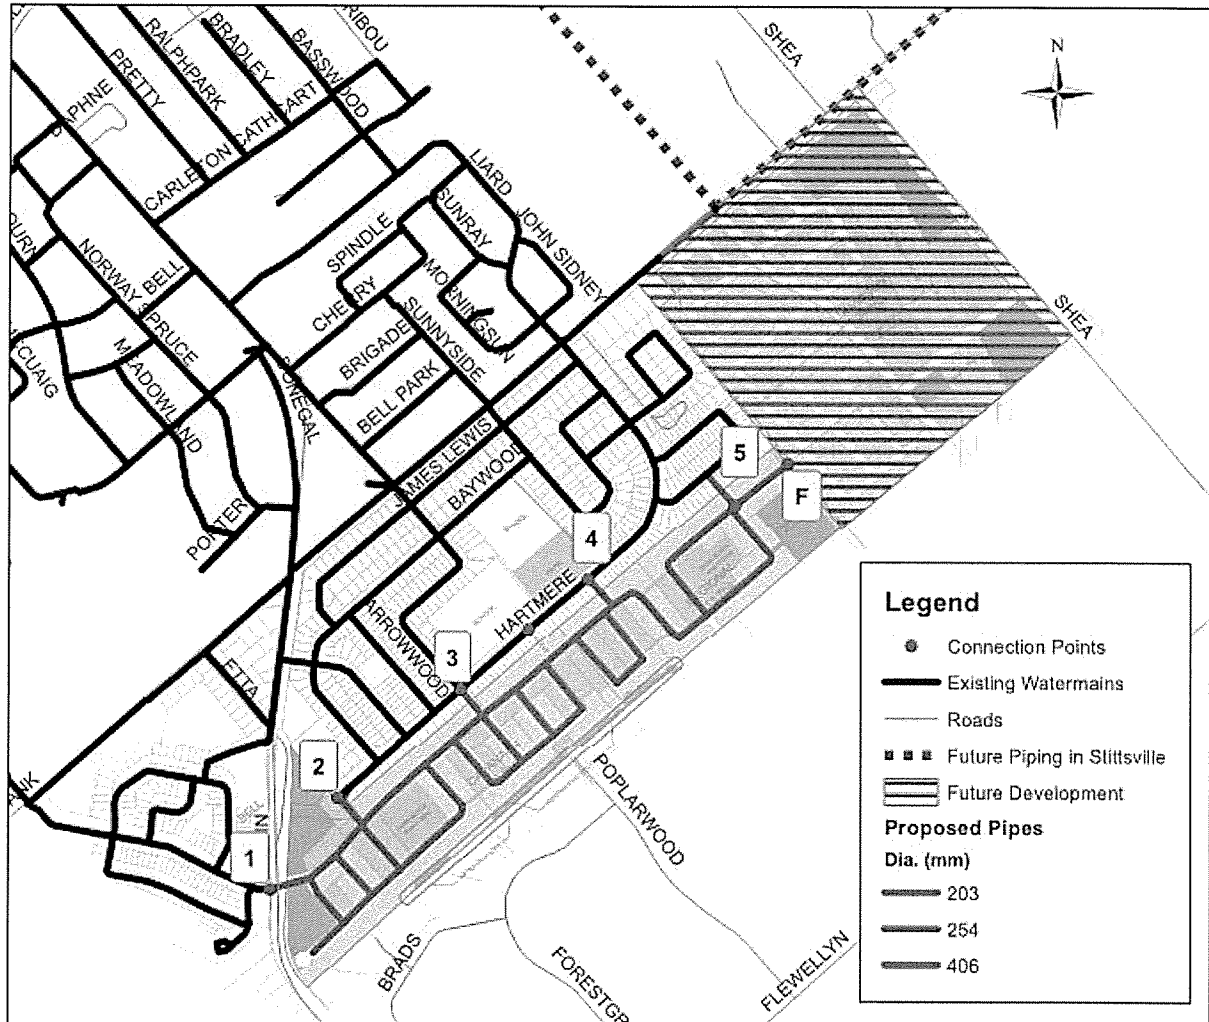 RIBOU
BASSWOOD
BRADLEY
RALPHPARK
PRETTY
DAPHNE
CARLETON CATHCART
SHEA
N
LIARD
JOHN SIDNEY
SUNRAY
SPINDLE
MORNINGSUN
CHERRY
SUNNYSIDE
BRIGADE
BELL PARK
NORWAY SPRUCE
BELL
MEADOWLAND
CUAIG
DONEGAL
PORTER
JAMES LEWIS
BAYWOOD
SHEA
5
F
4
HARTMERE
ARROWWOOD
3
ETTA
2
1
N
POPLARWOOD
BRADS
FORESTGR
FLEWELLYN
Legend
Connection Points
Existing Watermains
Roads
Future Piping in Stittsville
Future Development
Proposed Pipes
Dia. (mm)
203
254
406